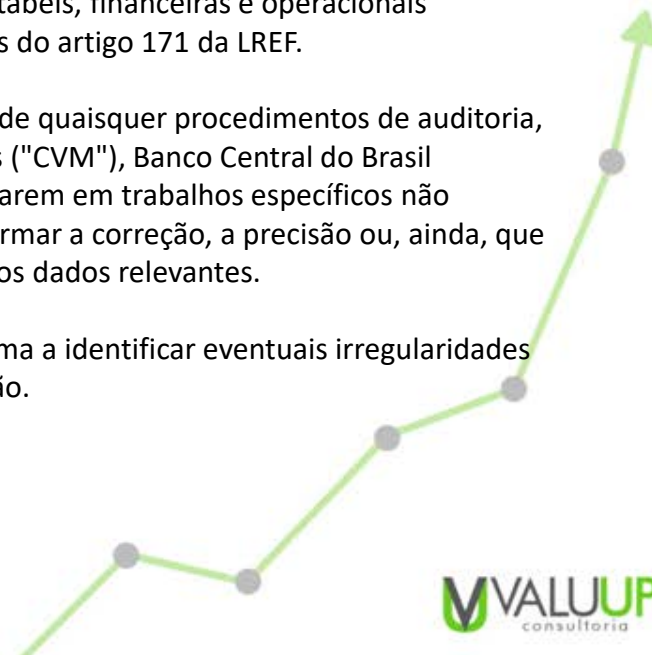 tábeis, financeiras e operacionais
s do artigo 171 da LREF.
de quaisquer procedimentos de auditoria,
s ("CVM"), Banco Central do Brasil
arem em trabalhos específicos não
rmar a correção, a precisão ou, ainda, que
os dados relevantes.
ma a identificar eventuais irregularidades
ão.
VALUUP
consultoria